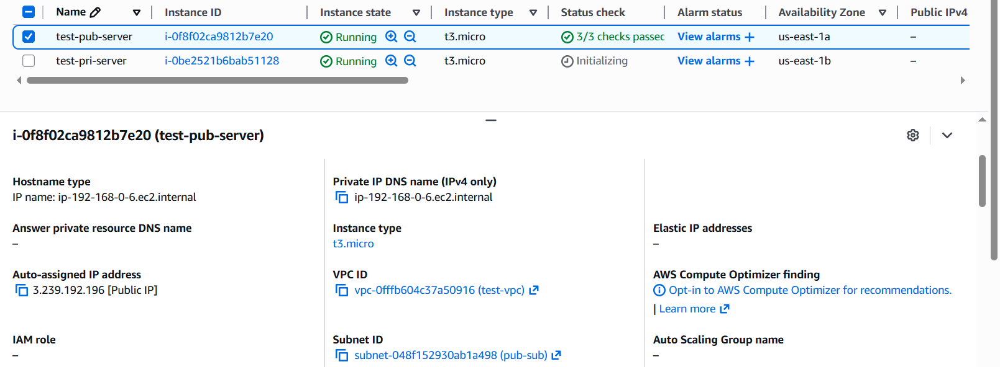 Name Instance ID Instance state Instance type Status check Alarm status Availability Zone Public IPv4
test-pub-server i-0f8f02ca9812b7e20 Running t3.micro 3/3 checks passec View alarms + us-east-1a –
test-pri-server i-0be2521b6bab51128 Running t3.micro Initializing View alarms + us-east-1b –
i-0f8f02ca9812b7e20 (test-pub-server)
Hostname type
IP name: ip-192-168-0-6.ec2.internal
Private IP DNS name (IPv4 only)
ip-192-168-0-6.ec2.internal
Answer private resource DNS name
–
Instance type
t3.micro
Elastic IP addresses
–
Auto-assigned IP address
3.239.192.196 [Public IP]
VPC ID
vpc-0fffb604c37a50916 (test-vpc)
AWS Compute Optimizer finding
Opt-in to AWS Compute Optimizer for recommendations.
| Learn more
IAM role
–
Subnet ID
subnet-048f152930ab1a498 (pub-sub)
Auto Scaling Group name
–